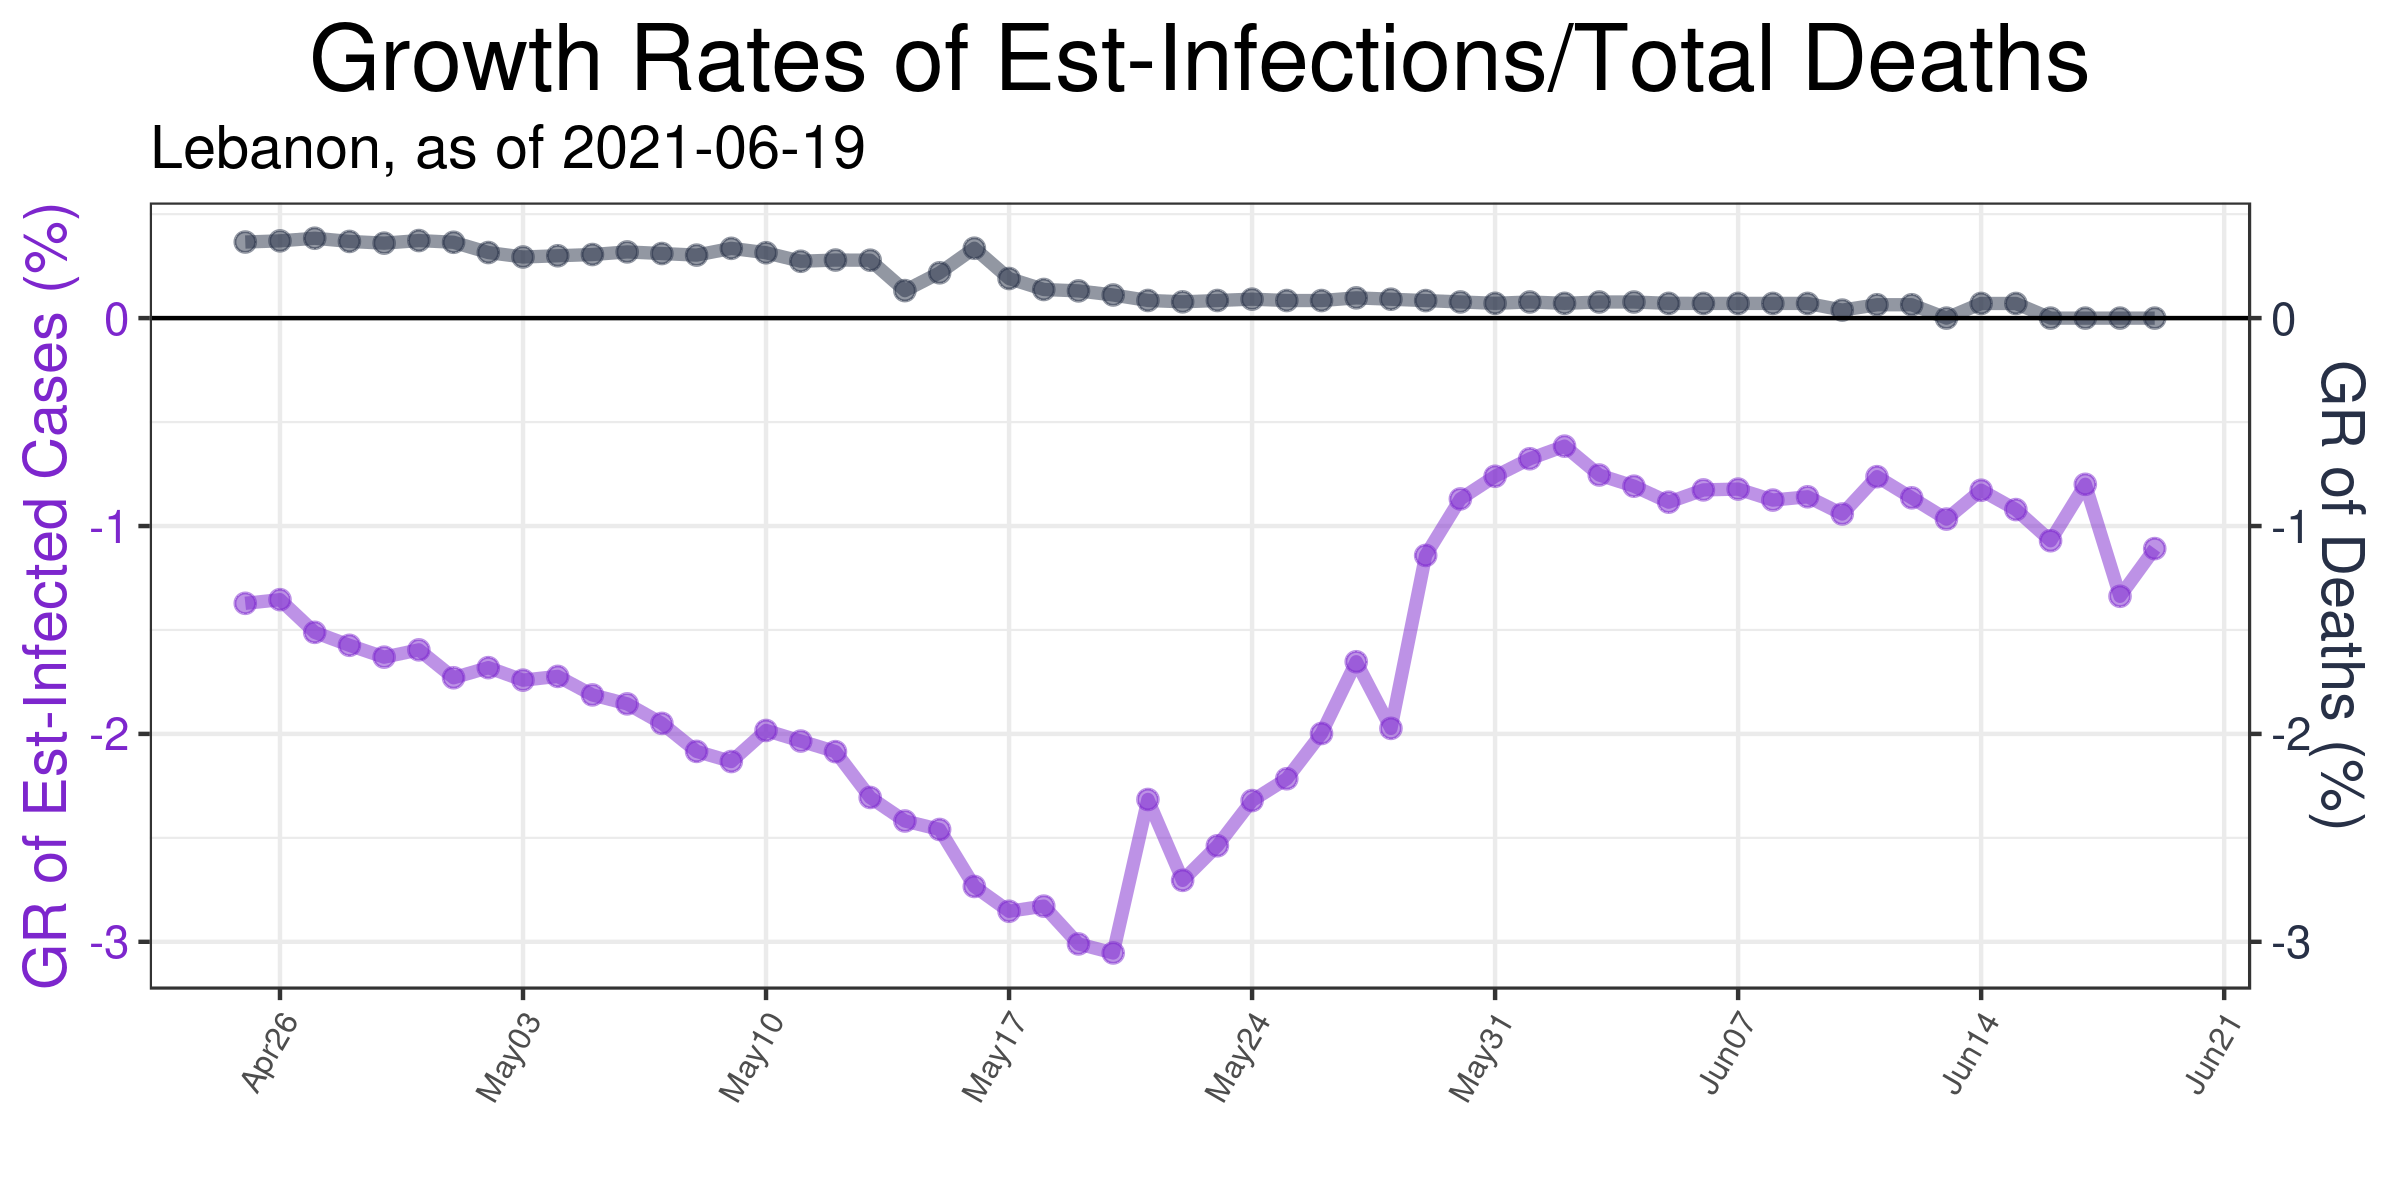 Growth Rates of Est-Infections/Total Deaths
Lebanon, as of 2021-06-19
GR of Est-Infected Cases (%)
0
-1
-2
-3
0
-1
-2
-3
GR of Deaths (%)
Apr26
May03
May10
May17
May24
May31
Jun07
Jun14
Jun21